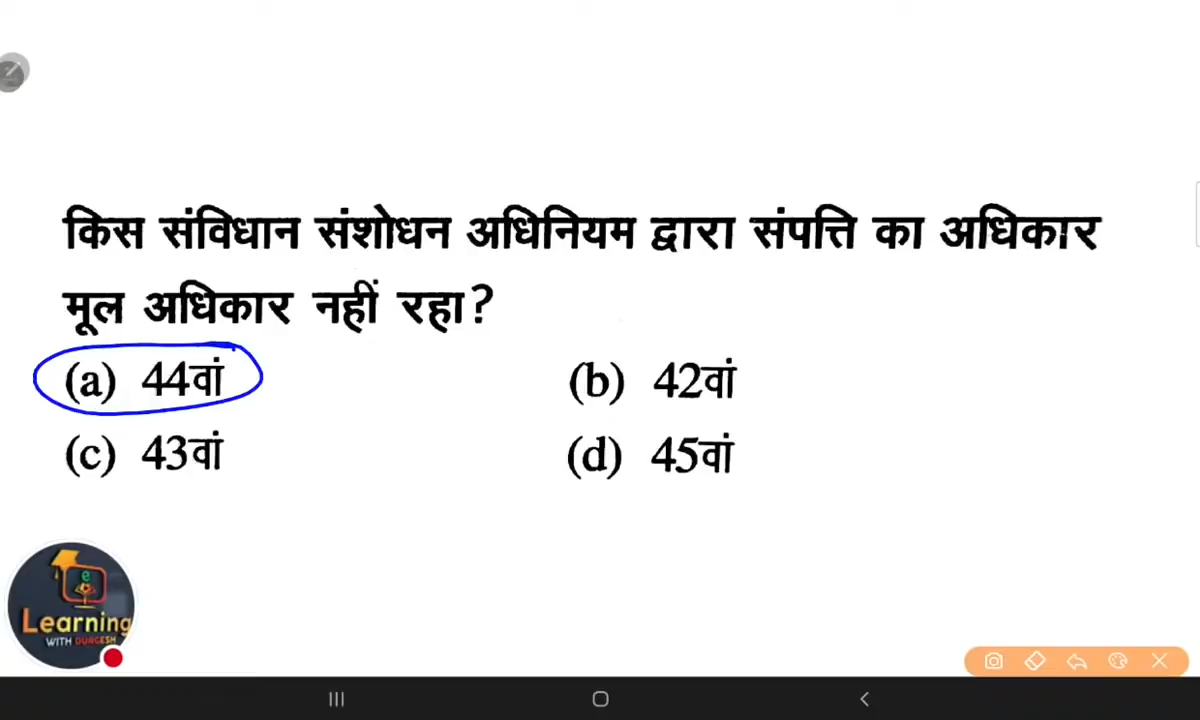 किस संविधान संशोधन अधिनियम द्वारा संपत्ति का अधिकार
मूल अधिकार नहीं रहा?
(a) 44वां (b) 42वां
(c) 43वां (d) 45वां
e
Learning
WITH DURGESH